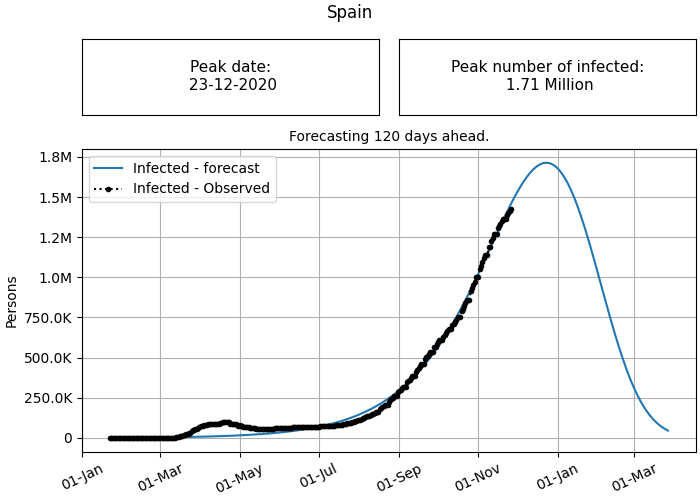 Spain
Peak date:
23-12-2020
Peak number of infected:
1.71 Million
Forecasting 120 days ahead.
Infected - forecast
Infected - Observed
1.8M
1.5M
1.2M
1.0M
750.0K
500.0K
250.0K
0
Persons
01-Jan
01-Mar
01-May
01-Jul
01-Sep
01-Nov
01-Jan
01-Mar